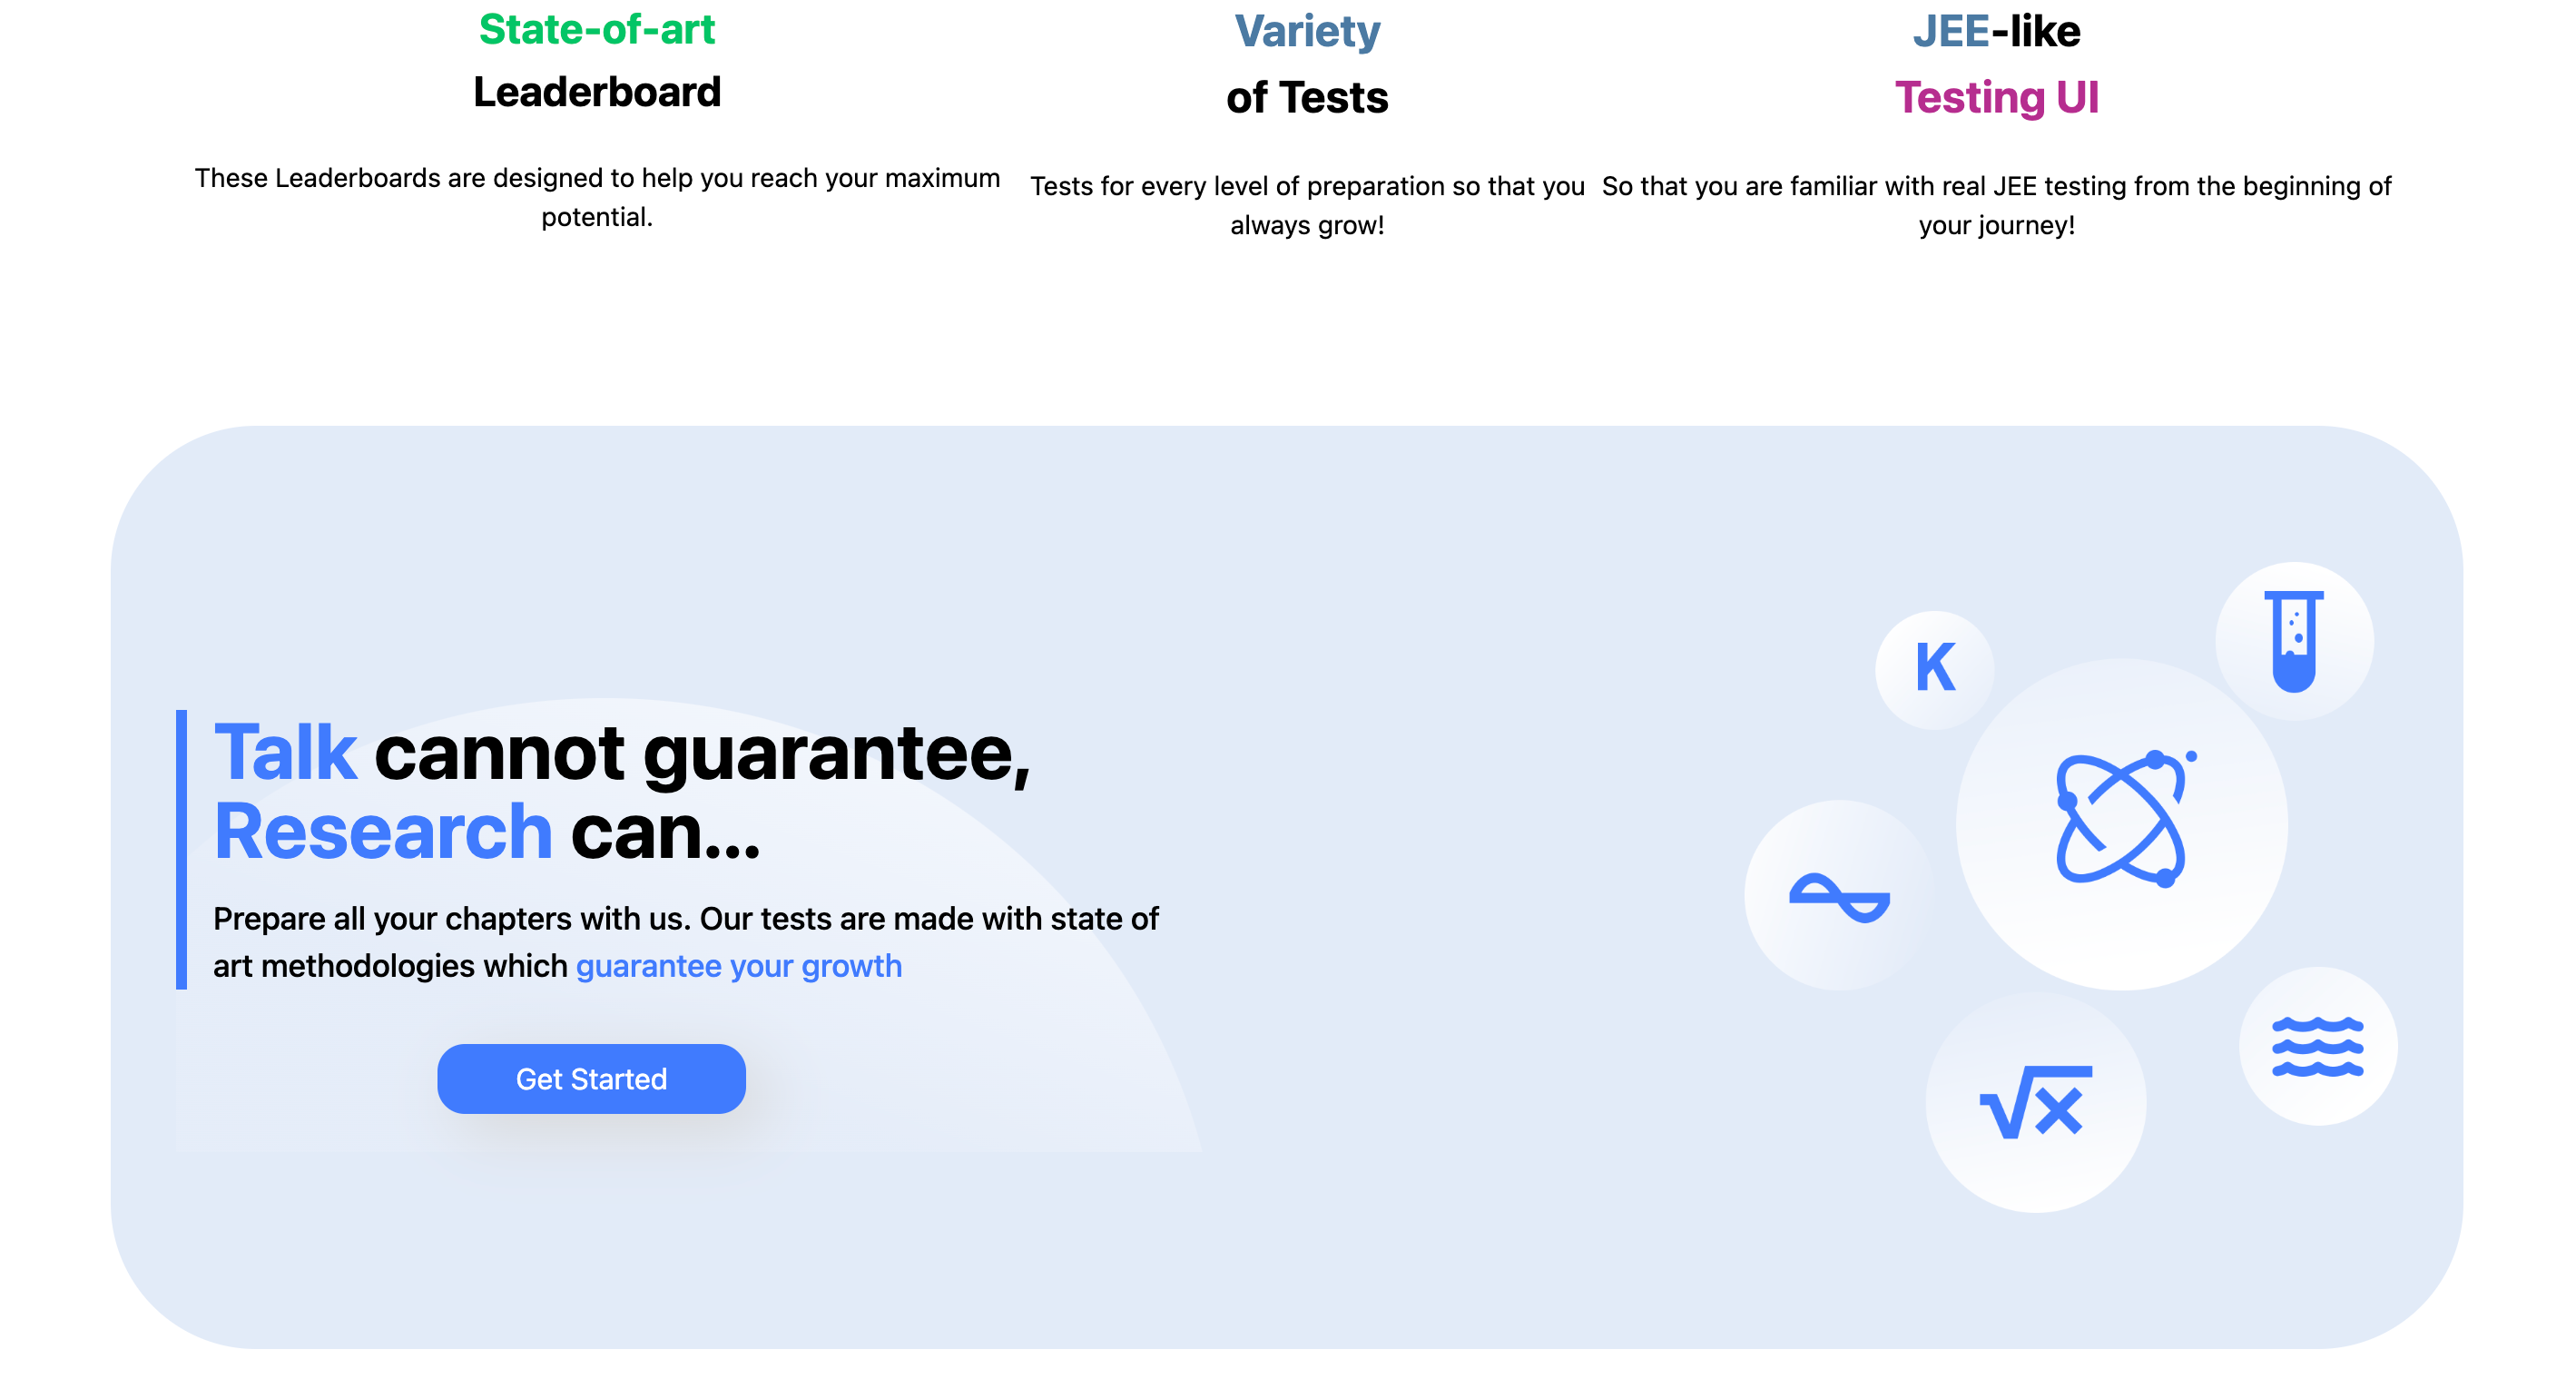 State-of-art
Leaderboard
These Leaderboards are designed to help you reach your maximum
potential.
Variety
of Tests
Tests for every level of preparation so that you
always grow!
JEE-like
Testing UI
So that you are familiar with real JEE testing from the beginning of
your journey!
Talk cannot guarantee,
Research can...
Prepare all your chapters with us. Our tests are made with state of
art methodologies which guarantee your growth
Get Started
K
√x